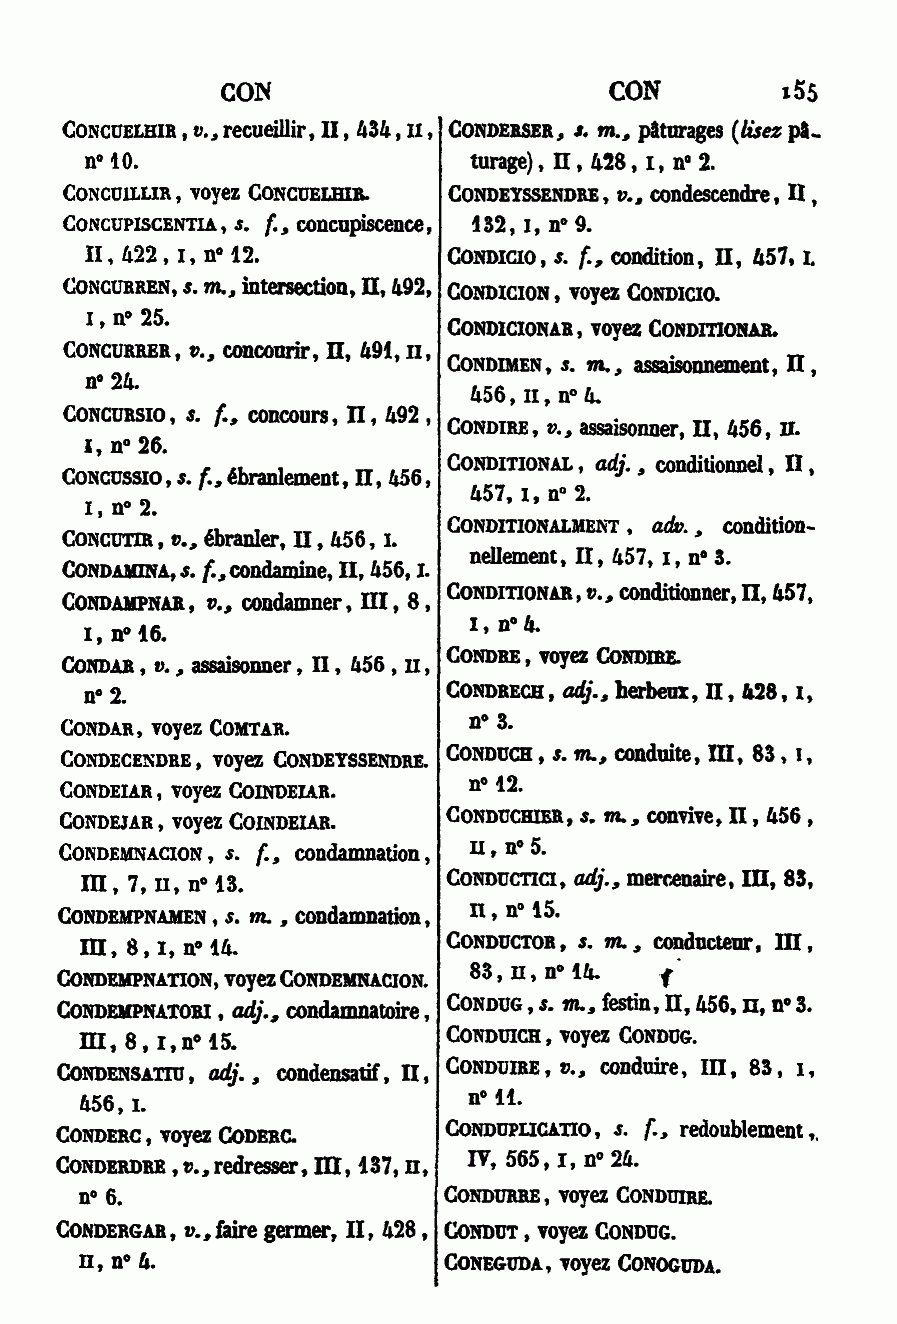 CON
CON 155
CONCUELHIR, v., recueillir, II, 434, II,
n° 10.
CONCUILLIR, voyez CONCUELHIR.
CONCUPISCENTIA, s. f., concupiscence,
II, 422, I, n° 12.
CONCURREN, s. m., intersection, II, 492,
I, n° 25.
CONCURRER, v., concourir, II, 491, II,
n° 24.
CONCURSIO, s. f., concours, II, 492,
I, n° 26.
CONCUSSIO, s. f., ébranlement, II, 456,
I, n° 2.
CONCUTIR, v., ébranler, II, 456, I.
CONDAMINA, s. f., condamine, II, 456, I.
CONDAMPNAR, v., condamner, III, 8,
I, n° 16.
CONDAR, v., assaisonner, II, 456, II,
n° 2.
CONDAR, voyez COMTAR.
CONDECENDRE, voyez CONDEYSSENDRE.
CONDEIAR, voyez COINDEIAR.
CONDEJAR, voyez COINDEIAR.
CONDEMNACION, s. f., condamnation,
III, 7, II, n° 13.
CONDEMPNAMEN, s. m., condamnation,
III, 8, I, n° 14.
CONDEMPNATION, voyez CONDEMNACION.
CONDEMPNATORI, adj., condamnatoire,
III, 8, I, n° 15.
CONDENSATIU, adj., condensatif, II,
456, I.
CONDERC, voyez CODERC.
CONDERDRE, v., redresser, III, 137, II,
n° 6.
CONDERGAR, v., faire germer, II, 428,
II, n° 4.
CONDERSER, s. m., pâturages (lisez pâ-
turage), II, 428, I, n° 2.
CONDEYSSENDRE, v., condescendre, II,
132, I, n° 9.
CONDICIO, s. f., condition, II, 457, I.
CONDICION, voyez CONDICIO.
CONDICIONAR, voyez CONDITIONAR.
CONDIMEN, s. m., assaisonnement, II,
456, II, n° 4.
CONDIRE, v., assaisonner, II, 456, II.
CONDITIONAL, adj., conditionnel, II,
457, I, n° 2.
CONDITIONALMENT, adv., condition-
nellement, II, 457, I, n° 3.
CONDITIONAR, v., conditionner, II, 457,
I, n° 4.
CONDRE, voyez CONDIRE.
CONDRECH, adj., herbeux, II, 428, I,
n° 3.
CONDUCH, s. m., conduite, III, 83, I,
n° 12.
CONDUCHIER, s. m., convive, II, 456,
II, n° 5.
CONDUCTICI, adj., mercenaire, III, 83,
II, n° 15.
CONDUCTOR, s. m., conducteur, III,
83, II, n° 14.
CONDUG, s. m., festin, II, 456, II, n° 3.
CONDUICH, voyez CONDUG.
CONDUIRE, v., conduire, III, 83, I,
n° 11.
CONDUPLICATIO, s. f., redoublement,
IV, 565, I, n° 24.
CONDURRE, voyez CONDUIRE.
CONDUT, voyez CONDUG.
CONEGUDA, voyez CONOGUDA.